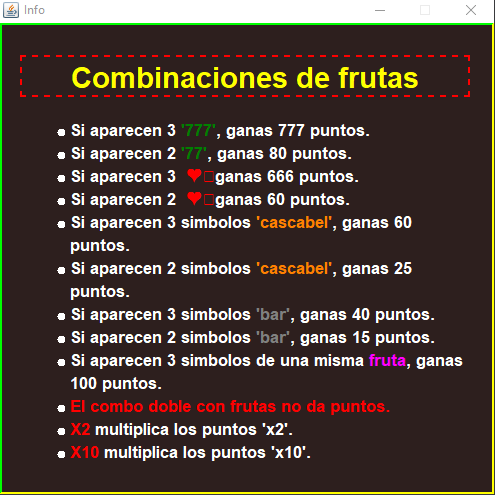 Info
Combinaciones de frutas
Si aparecen 3 '777', ganas 777 puntos.
Si aparecen 2 '77', ganas 80 puntos.
Si aparecen 3 ❤□ganas 666 puntos.
Si aparecen 2 ❤□ganas 60 puntos.
Si aparecen 3 simbolos 'cascabel', ganas 60
puntos.
Si aparecen 2 simbolos 'cascabel', ganas 25
puntos.
Si aparecen 3 simbolos 'bar', ganas 40 puntos.
Si aparecen 2 simbolos 'bar', ganas 15 puntos.
Si aparecen 3 simbolos de una misma fruta, ganas
100 puntos.
El combo doble con frutas no da puntos.
X2 multiplica los puntos 'x2'.
X10 multiplica los puntos 'x10'.